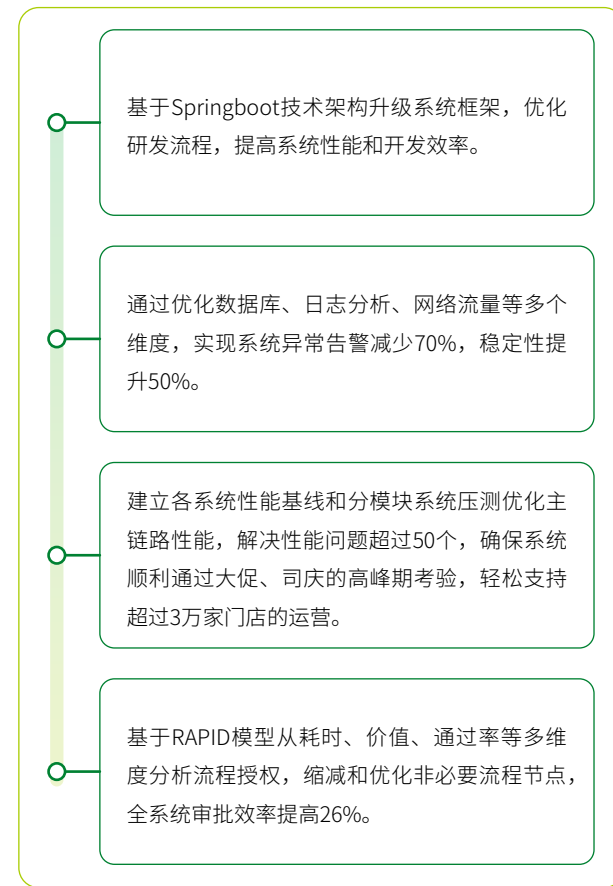 基于Springboot技术架构升级系统框架，优化
研发流程，提高系统性能和开发效率。
通过优化数据库、日志分析、网络流量等多个
维度，实现系统异常告警减少70%，稳定性提
升50%。
建立各系统性能基线和分模块系统压测优化主
链路性能，解决性能问题超过50个，确保系统
顺利通过大促、司庆的高峰期考验，轻松支持
超过3万家门店的运营。
基于RAPID模型从耗时、价值、通过率等多维
度分析流程授权，缩减和优化非必要流程节点，
全系统审批效率提高26%。